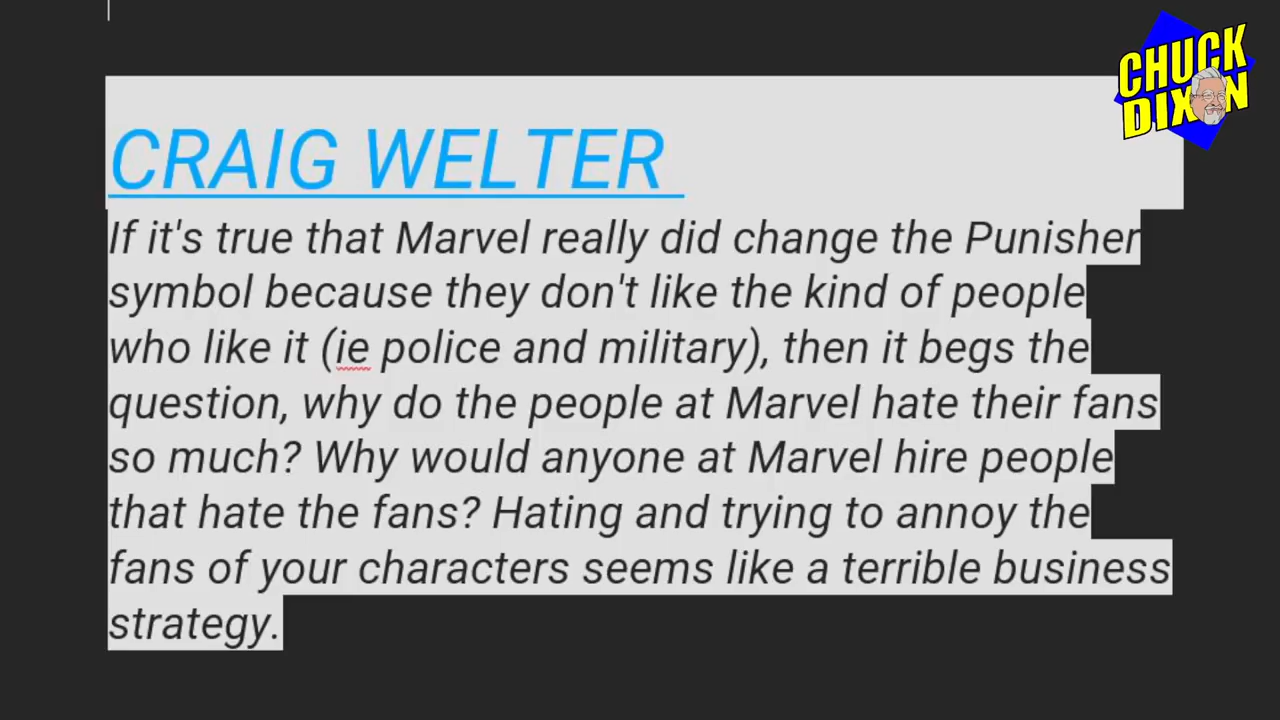 CHUCK
DIXON
CRAIG WELTER
If it's true that Marvel really did change the Punisher
symbol because they don't like the kind of people
who like it (ie police and military), then it begs the
question, why do the people at Marvel hate their fans
so much? Why would anyone at Marvel hire people
that hate the fans? Hating and trying to annoy the
fans of your characters seems like a terrible business
strategy.